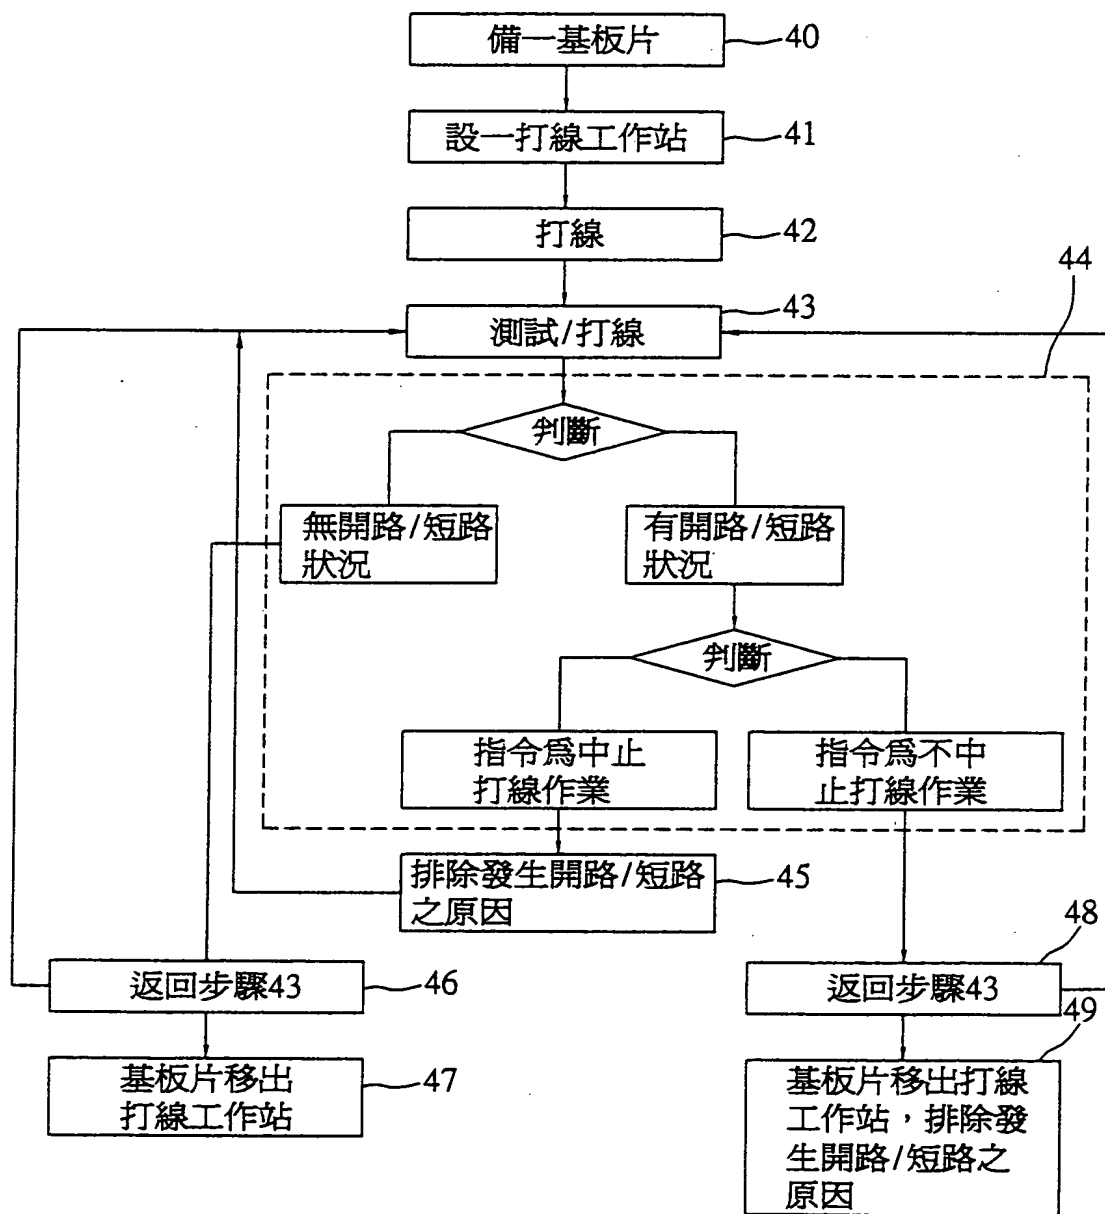 備一基板片
40
設一打線工作站
41
打線
42
44
測試/打線
43
判斷
無開路/短路
狀況
有開路/短路
狀況
判斷
指令為中止
打線作業
指令為不中
止打線作業
排除發生開路/短路
之原因
45
返回步驟43
46
返回步驟43
48
基板片移出
打線工作站
47
基板片移出打線
工作站，排除發
生開路/短路之
原因
49